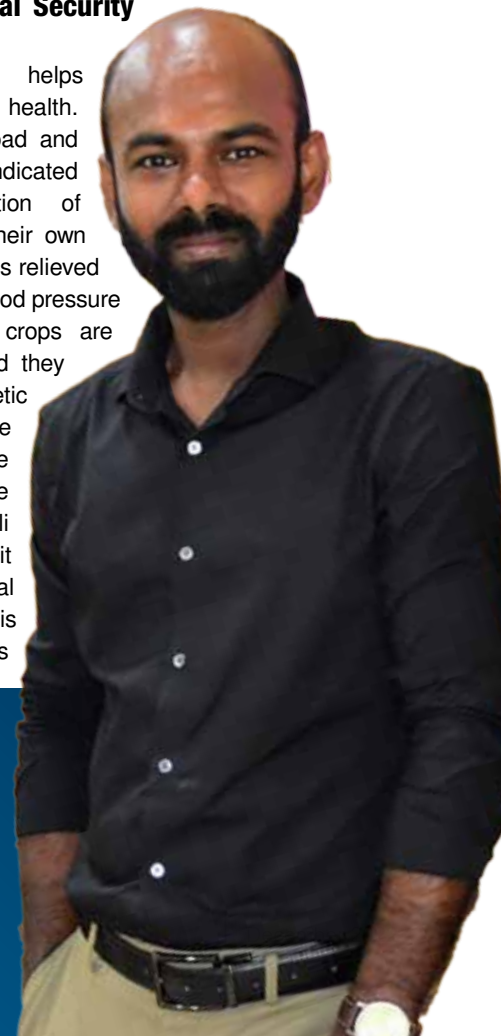 al Security
helps
health.
oad and
ndicated
tion of
heir own
s relieved
od pressure
crops are
d they
etic
e
e
e
li
it
al
is
s